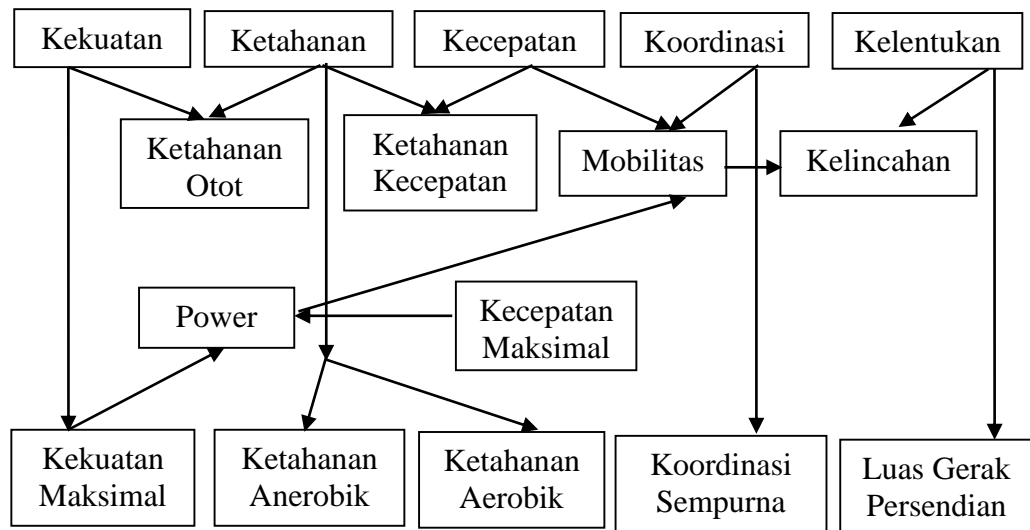 Kekuatan
Ketahanan
Kecepatan
Koordinasi
Kelentukan
Ketahanan
Otot
Ketahanan
Kecepatan
Mobilitas
Kelincahan
Power
Kecepatan
Maksimal
Kekuatan
Maksimal
Ketahanan
Anerobik
Ketahanan
Aerobik
Koordinasi
Sempurna
Luas Gerak
Persendian